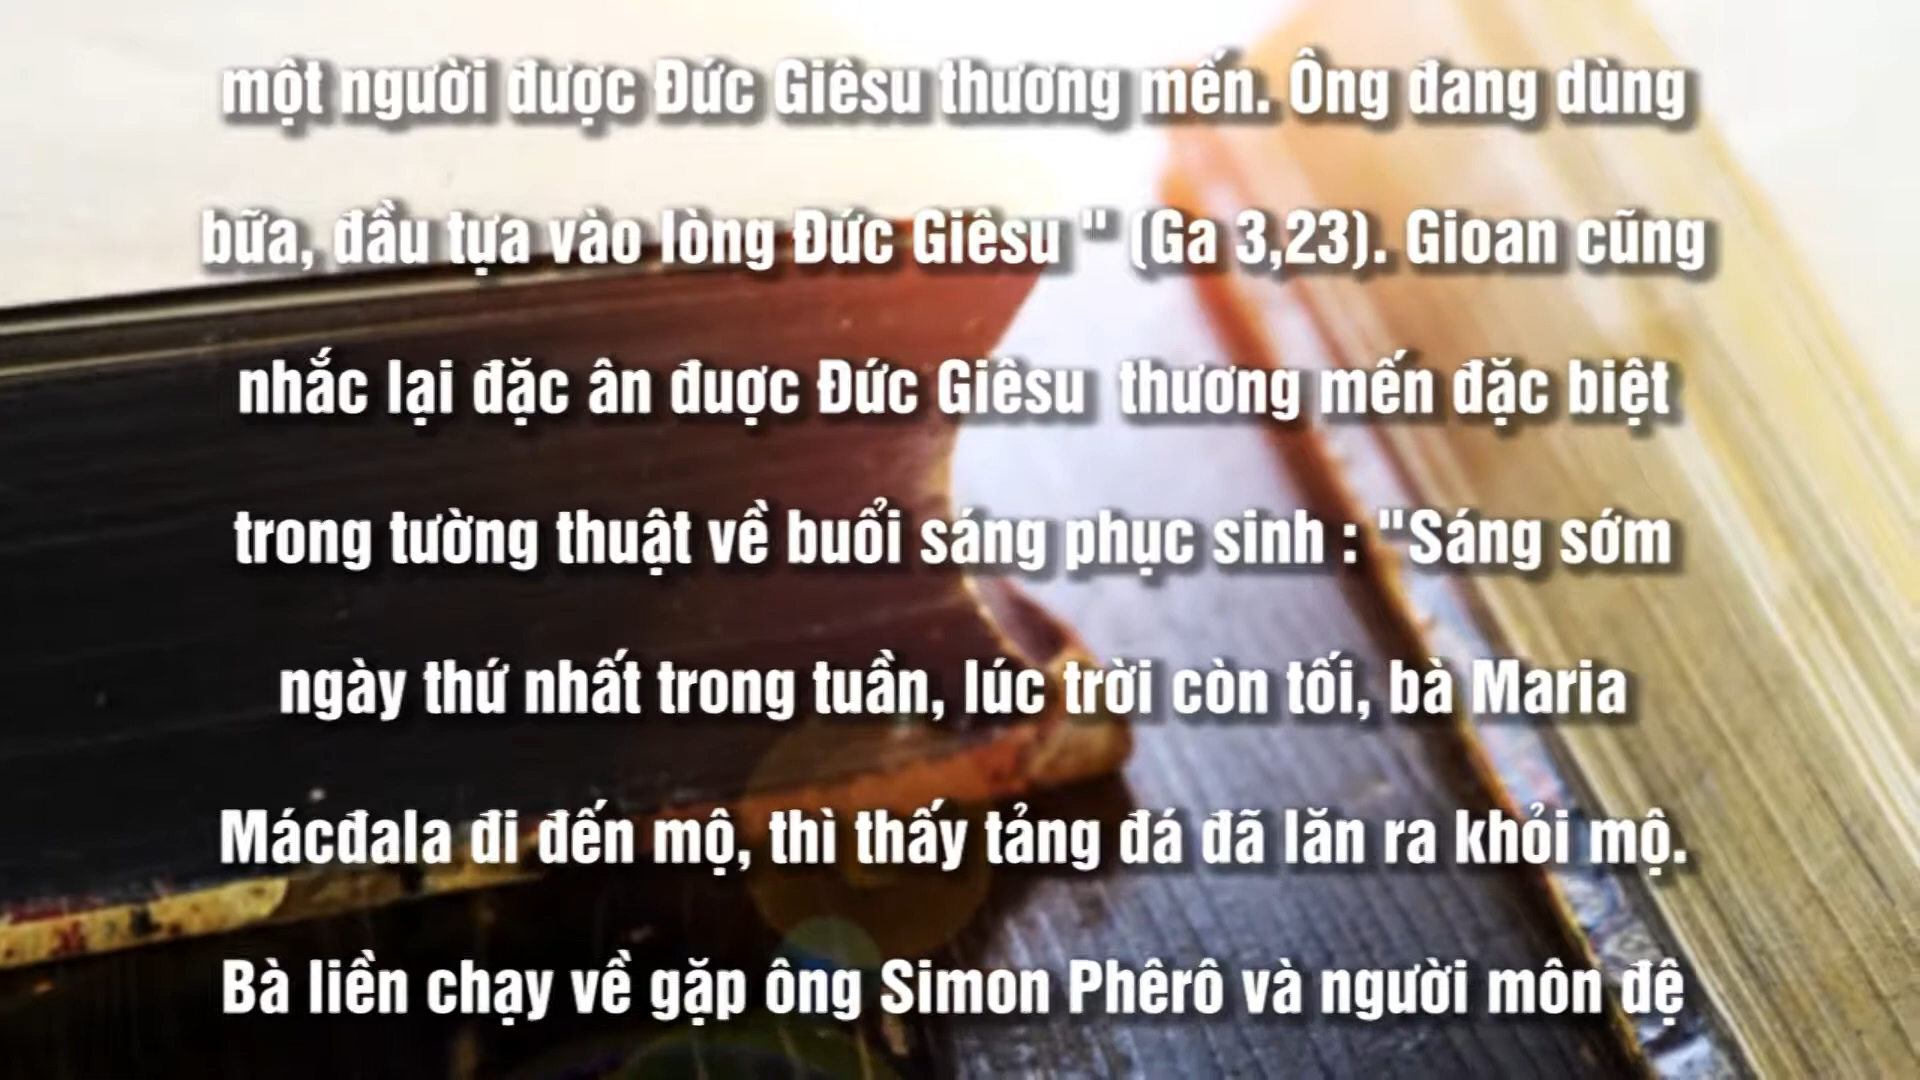 một người được Đức Giêsu thương mến. Ông đang dùng
bữa, đầu tựa vào lòng Đức Giêsu " (Ga 3,23). Gioan cũng
nhắc lại đặc ân đuợc Đức Giêsu  thương mến đặc biệt
trong tường thuật về buổi sáng phục sinh : "Sáng sớm
ngày thứ nhất trong tuần, lúc trời còn tối, bà Maria
Mácđala đi đến mộ, thì thấy tảng đá đã lăn ra khỏi mộ.
Bà liền chạy về gặp ông Simon Phêrô và người môn đệ